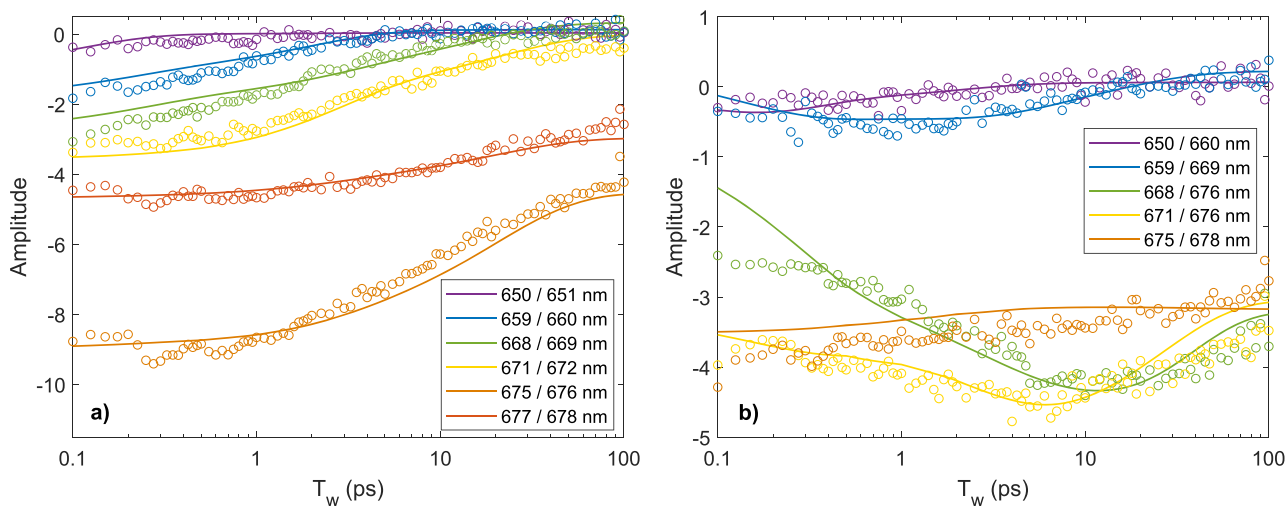 0
-2
-4
-6
-8
-10
Amplitude
650 / 651 nm
659 / 660 nm
668 / 669 nm
671 / 672 nm
675 / 676 nm
677 / 678 nm
a)
0.1
1
10
100
T_w (ps)
1
0
-1
-2
-3
-4
-5
Amplitude
650 / 660 nm
659 / 669 nm
668 / 676 nm
671 / 676 nm
675 / 678 nm
b)
0.1
1
10
100
T_w (ps)